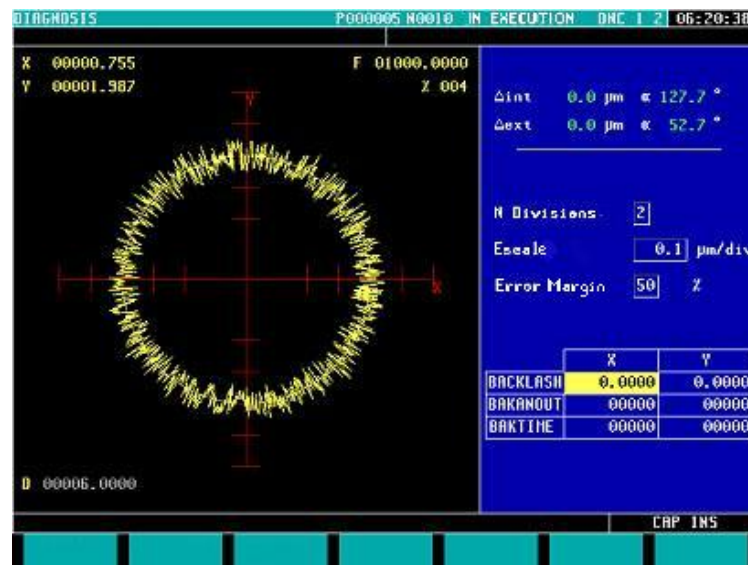 DIAGNOSIS P000005 N0010 IN EXECUTION DNC 1 2 06:20:38
X 00000.755 F 01000.0000
Y 00001.987 % 004
Y
X
D 00006.0000
Δint 0.0 µm ∝ 127.7 °
Δext 0.0 µm ∝ 52.7 °
N Divisions 2
Escale 0.1 µm/div
Error Margin 50 %
X Y
BACKLASH 0.0000 0.0000
BAKANOUT 00000 00000
BAKTIME 00000 00000
CAP INS